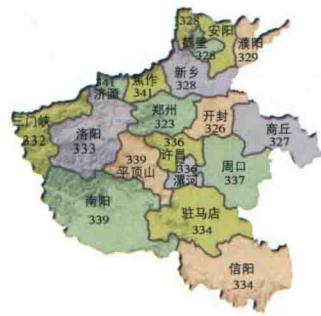 328
安阳
鹤壁
328
濮阳
329
新乡
328
焦作
341
济源
三门峡
332
洛阳
333
郑州
323
开封
326
商丘
327
336
许昌
336
漯河
339
平顶山
周口
337
南阳
339
驻马店
334
信阳
334